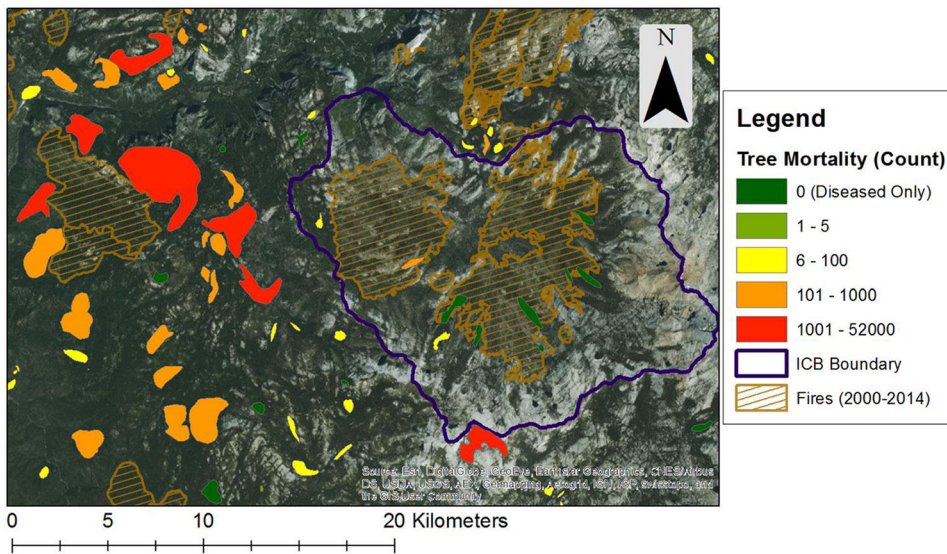 N
Legend
Tree Mortality (Count)
0 (Diseased Only)
1 - 5
6 - 100
101 - 1000
1001 - 52000
ICB Boundary
Fires (2000-2014)
Source: Esri, DigitalGlobe, GeoEye, Earthstar Geographics, CNES/Airbus
DS, USDA, USGS, AEX, Getmapping, Aerogrid, IGN, IGP, swisstopo, and
the GIS User Community
0 5 10 20 Kilometers